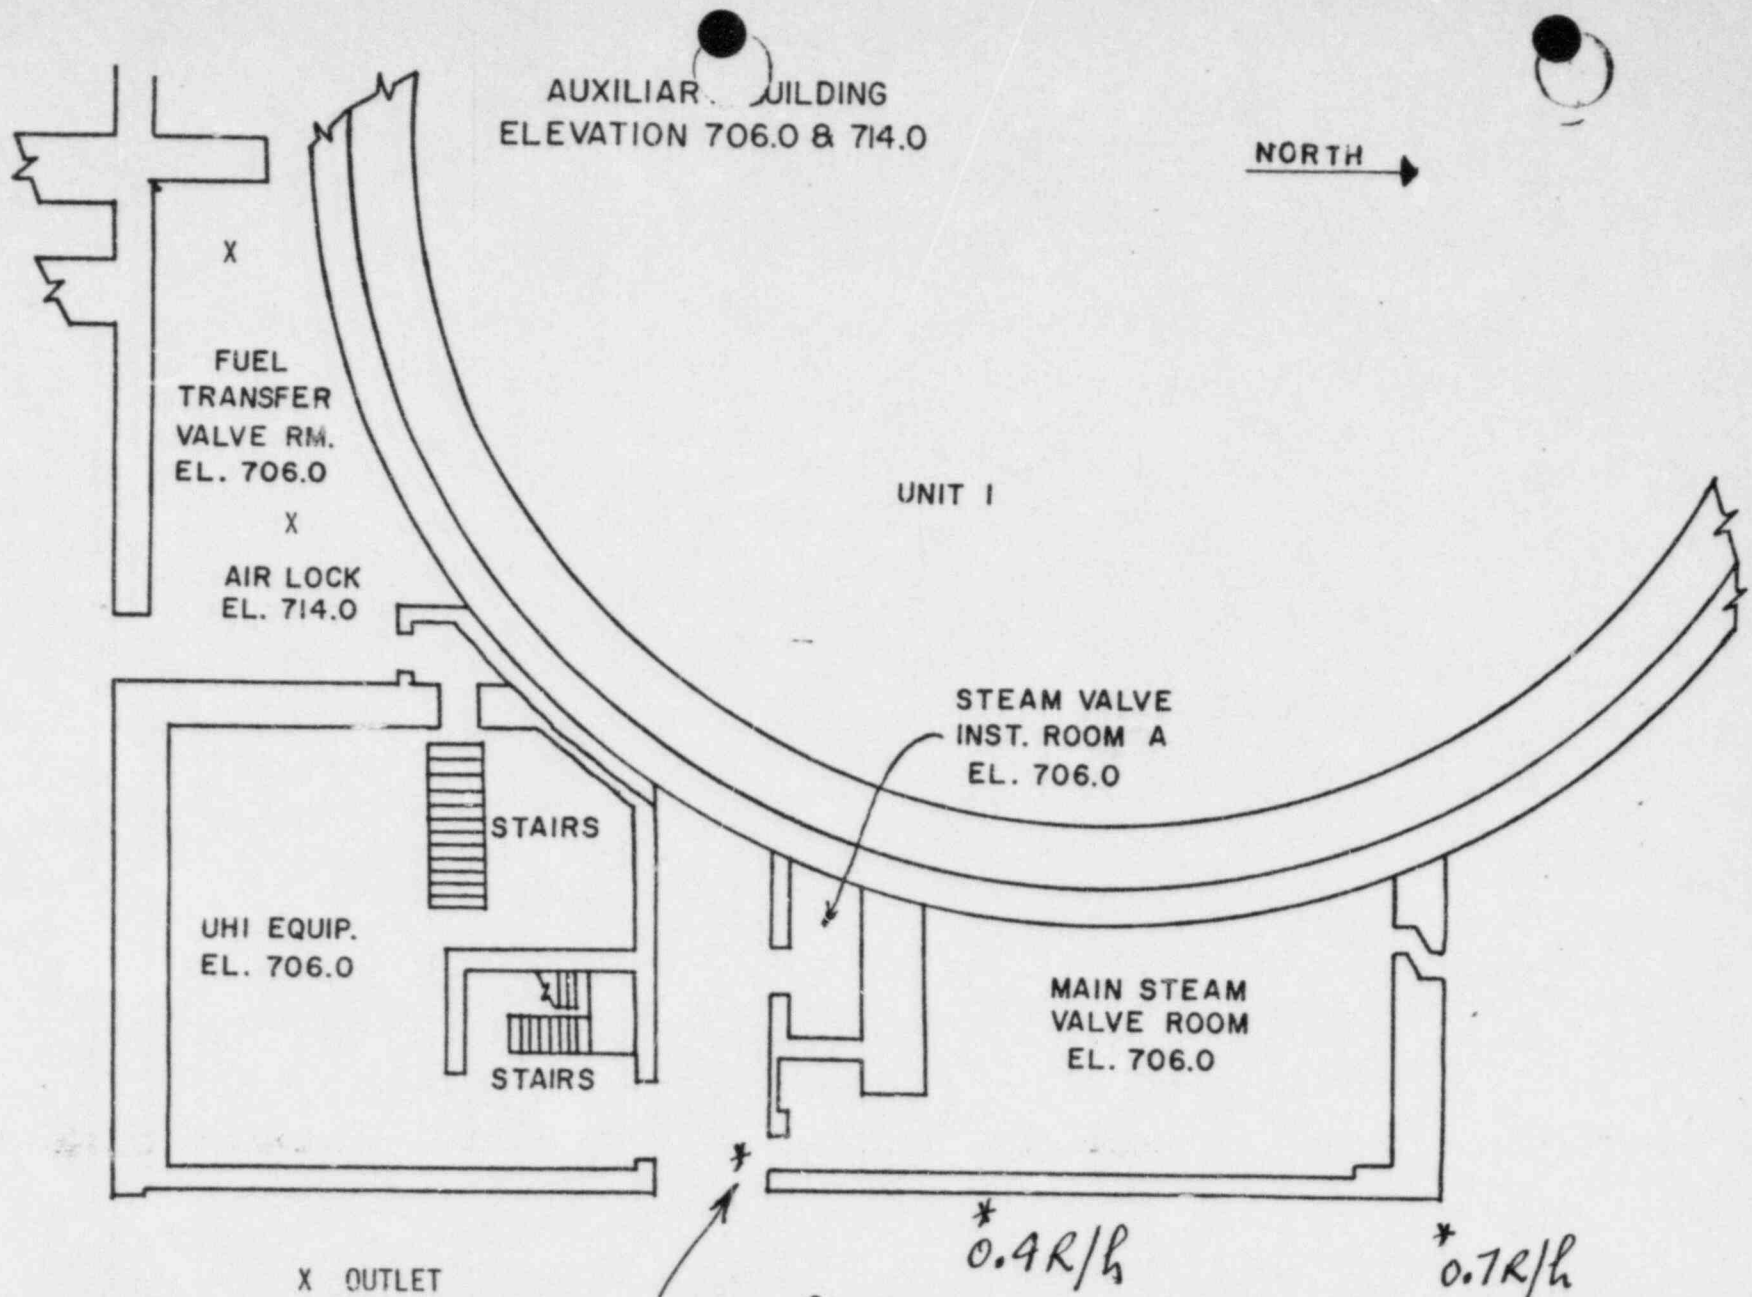 AUXILIAR UILDING
ELEVATION 706.0 & 714.0
NORTH
X
FUEL
TRANSFER
VALVE RM.
EL. 706.0
X
AIR LOCK
EL. 714.0
UNIT 1
STEAM VALVE
INST. ROOM A
EL. 706.0
STAIRS
UHI EQUIP.
EL. 706.0
MAIN STEAM
VALVE ROOM
EL. 706.0
STAIRS
*
*
0.4R/h
*
0.7R/h
X OUTLET